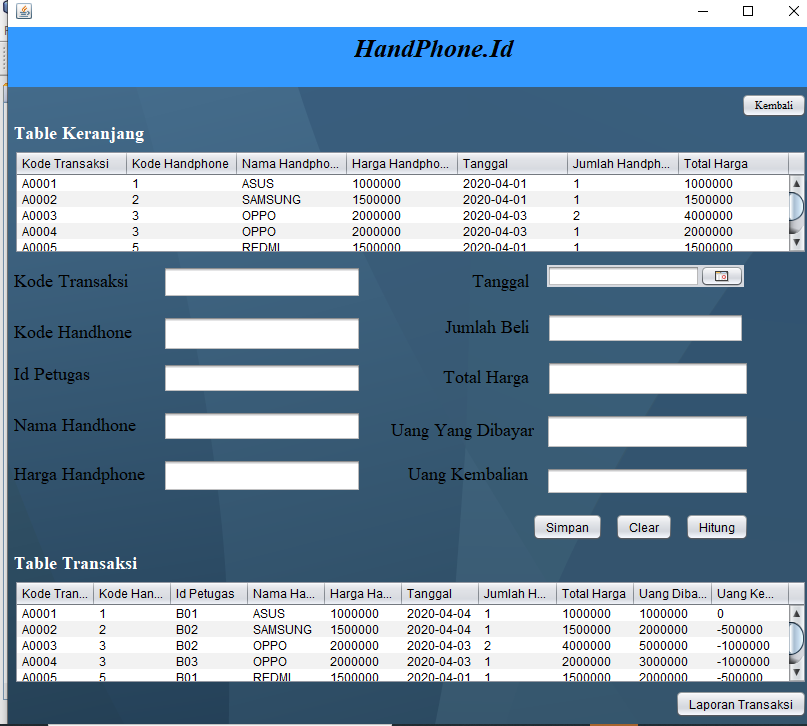 HandPhone.Id
Kembali
Table Keranjang
Kode Transaksi Kode Handphone Nama Handpho... Harga Handpho... Tanggal Jumlah Handph... Total Harga
A0001 1 ASUS 1000000 2020-04-01 1 1000000
A0002 2 SAMSUNG 1500000 2020-04-01 1 1500000
A0003 3 OPPO 2000000 2020-04-03 2 4000000
A0004 3 OPPO 2000000 2020-04-03 1 2000000
A0005 5 REDMI 1500000 2020-04-01 1 1500000
Kode Transaksi Tanggal
Kode Handhone Jumlah Beli
Id Petugas Total Harga
Nama Handhone Uang Yang Dibayar
Harga Handphone Uang Kembalian
Simpan Clear Hitung
Table Transaksi
Kode Tran... Kode Han... Id Petugas Nama Ha... Harga Ha... Tanggal Jumlah H... Total Harga Uang Diba... Uang Ke...
A0001 1 B01 ASUS 1000000 2020-04-04 1 1000000 1000000 0
A0002 2 B02 SAMSUNG 1500000 2020-04-04 1 1500000 2000000 -500000
A0003 3 B02 OPPO 2000000 2020-04-03 2 4000000 5000000 -1000000
A0004 3 B03 OPPO 2000000 2020-04-03 1 2000000 3000000 -1000000
A0005 5 B01 REDMI 1500000 2020-04-01 1 1500000 2000000 -500000
Laporan Transaksi